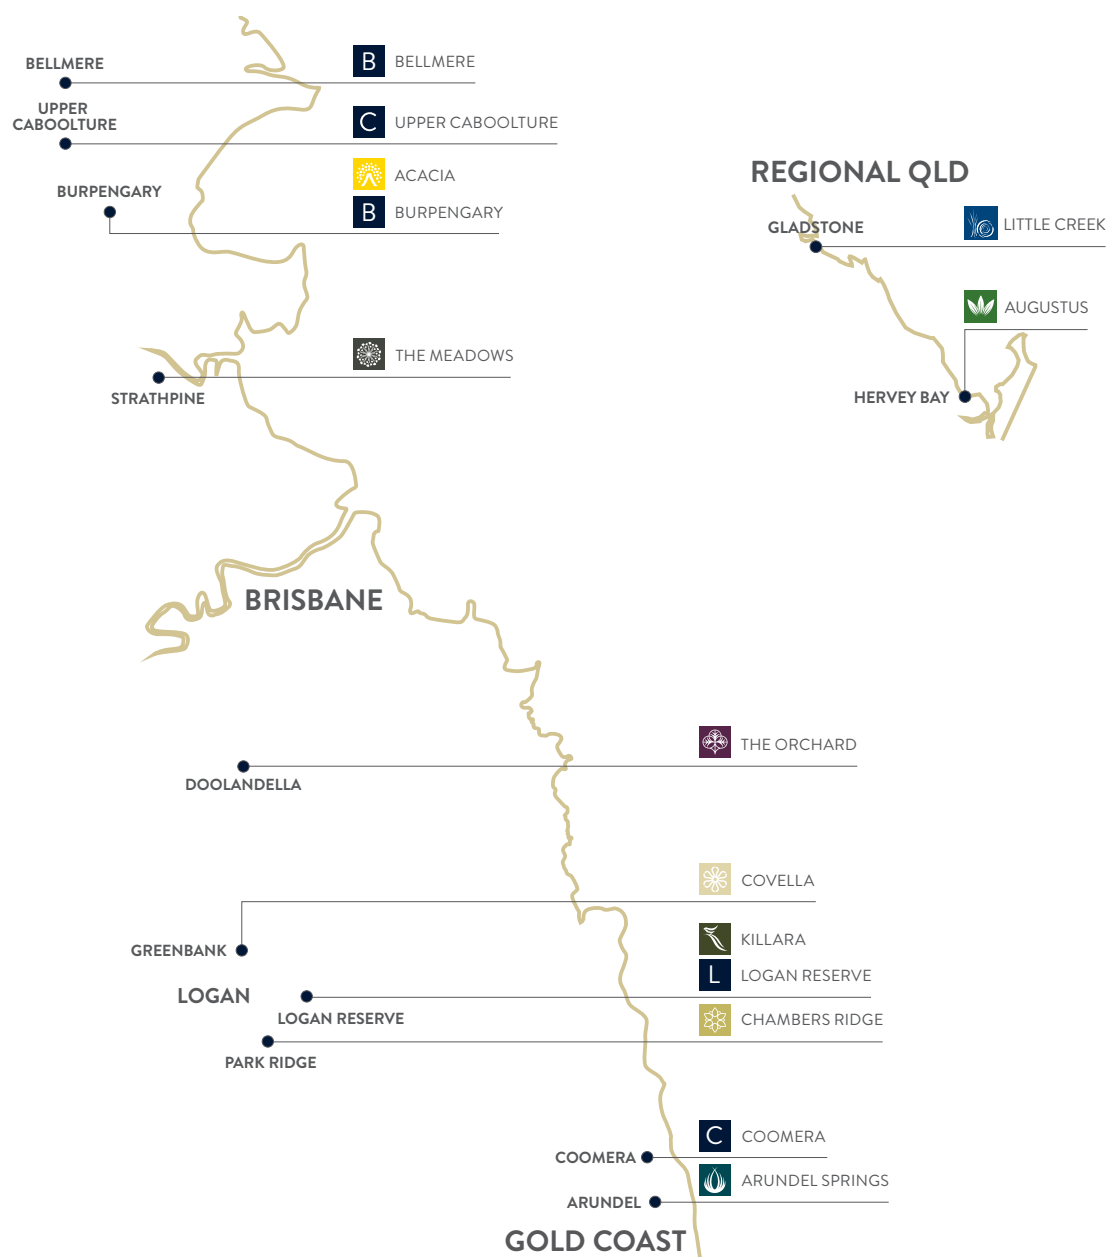 BELLMERE
B BELLMERE
UPPER
CABOOLTURE
C UPPER CABOOLTURE
ACACIA
BURPENGARY
B BURPENGARY
THE MEADOWS
STRATHPINE
REGIONAL QLD
GLADSTONE
LITTLE CREEK
AUGUSTUS
HERVEY BAY
BRISBANE
THE ORCHARD
DOOLANDELLA
COVELLA
GREENBANK
KILLARA
LOGAN
L LOGAN RESERVE
LOGAN RESERVE
CHAMBERS RIDGE
PARK RIDGE
C COOMERA
COOMERA
ARUNDEL SPRINGS
ARUNDEL
GOLD COAST